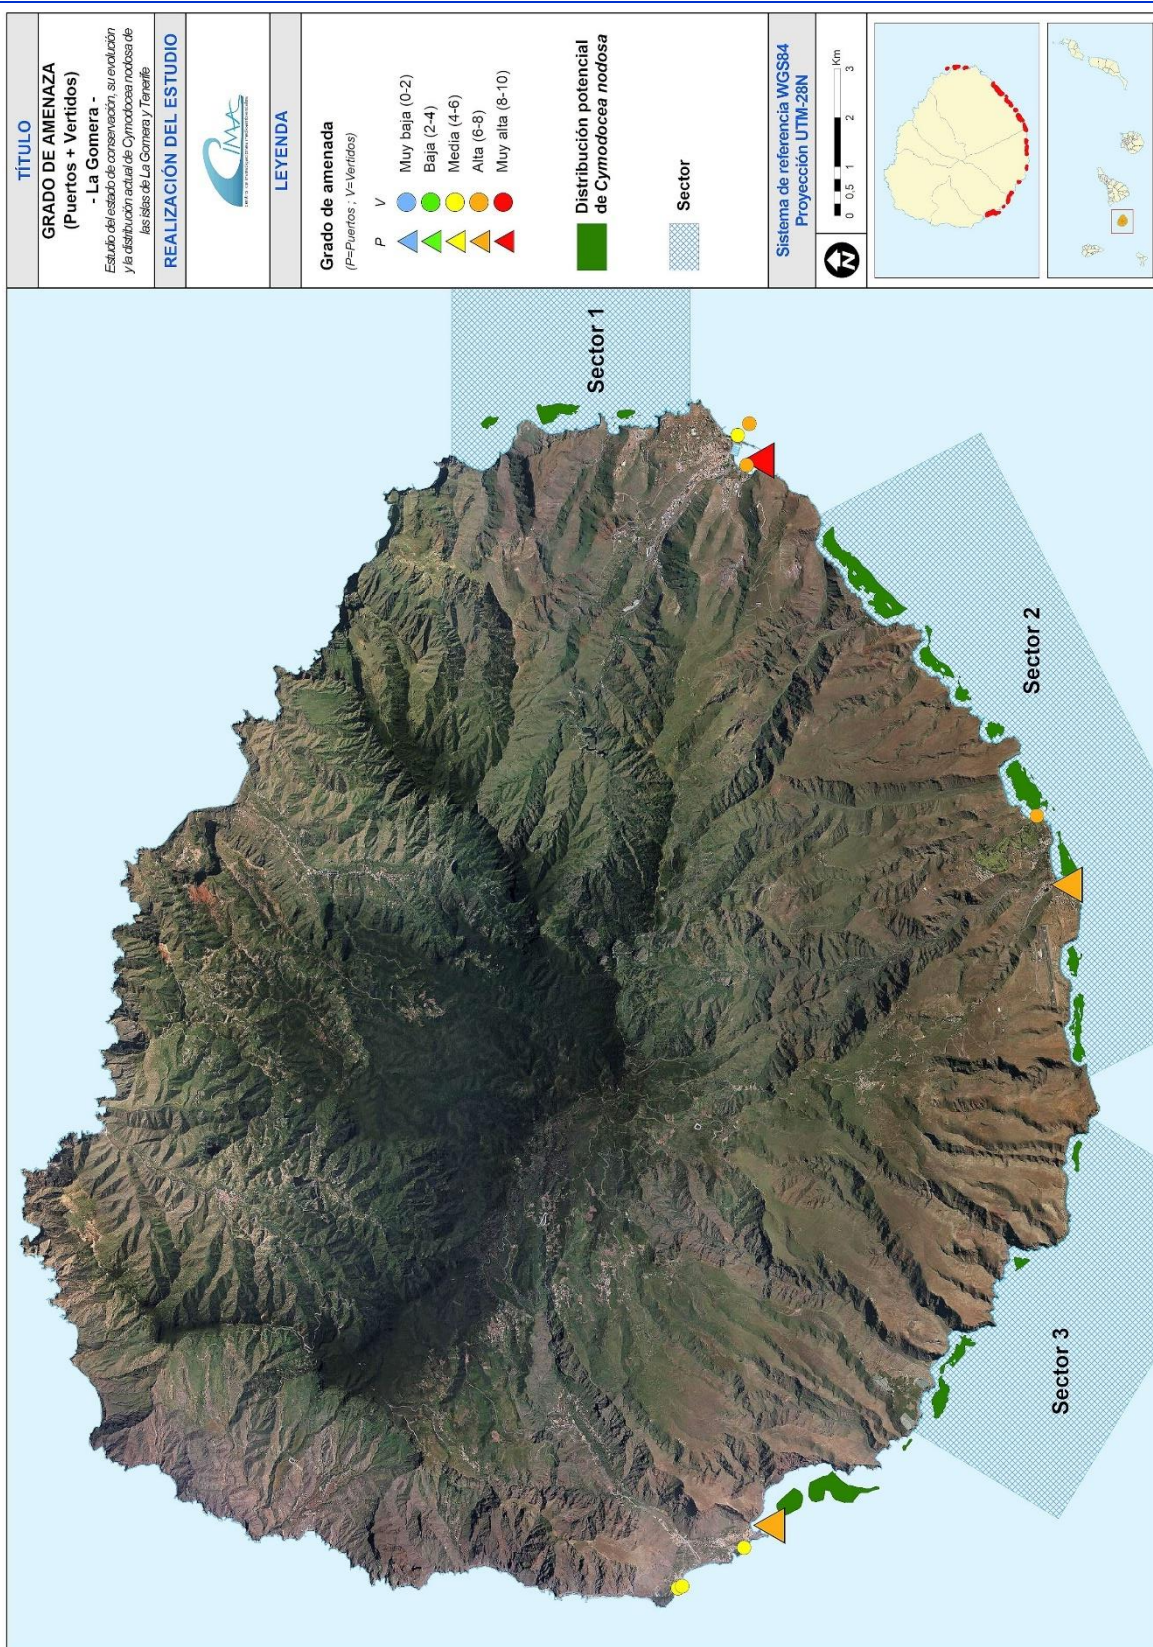 TÍTULO
GRADO DE AMENAZA
(Puertos + Vertidos)
- La Gomera -
Estudio del estado de conservación, su evolución
y la distribución actual de Cymodocea nodosa de
las islas de La Gomera y Tenerife
REALIZACIÓN DEL ESTUDIO
CIMA
LEYENDA
Grado de amenada
(P=Puertos ; V=Vertidos)
P V
Muy baja (0-2)
Baja (2-4)
Media (4-6)
Alta (6-8)
Muy alta (8-10)
Distribución potencial
de Cymodocea nodosa
Sector
Sistema de referencia WGS84
Proyección UTM-28N
N
Km
0 0,5 1 2 3
Sector 1
Sector 2
Sector 3